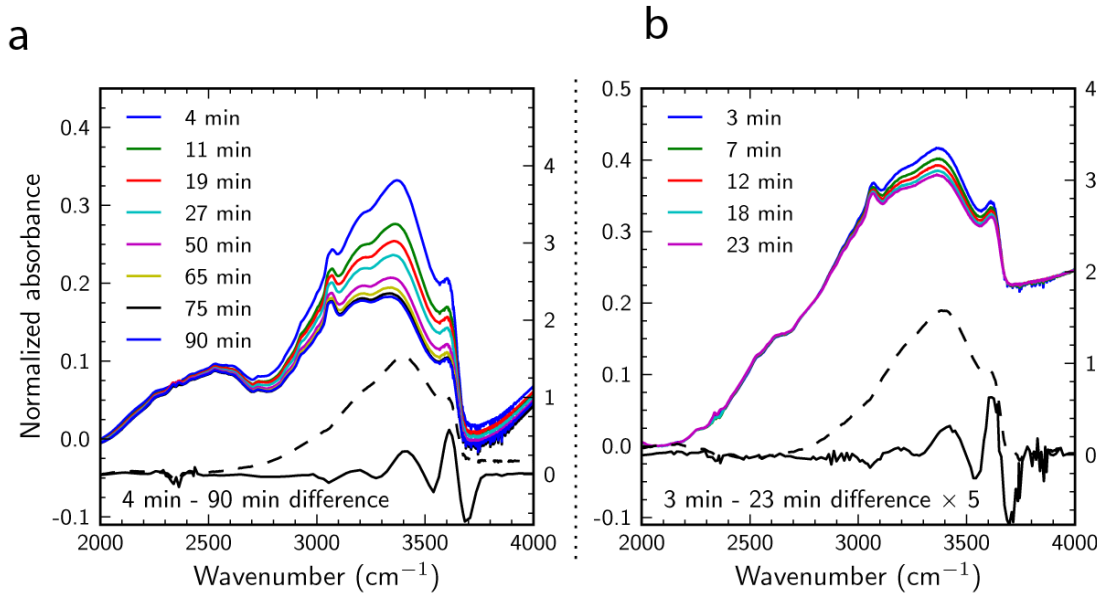 a
b
0.4
0.3
0.2
0.1
0.0
-0.1
Normalized absorbance
4 min
11 min
19 min
27 min
50 min
65 min
75 min
90 min
4
3
2
1
0
4 min - 90 min difference
2000 2500 3000 3500 4000
Wavenumber (cm⁻¹)
0.5
0.4
0.3
0.2
0.1
0.0
-0.1
3 min
7 min
12 min
18 min
23 min
4
3
2
1
0
3 min - 23 min difference × 5
2000 2500 3000 3500 4000
Wavenumber (cm⁻¹)